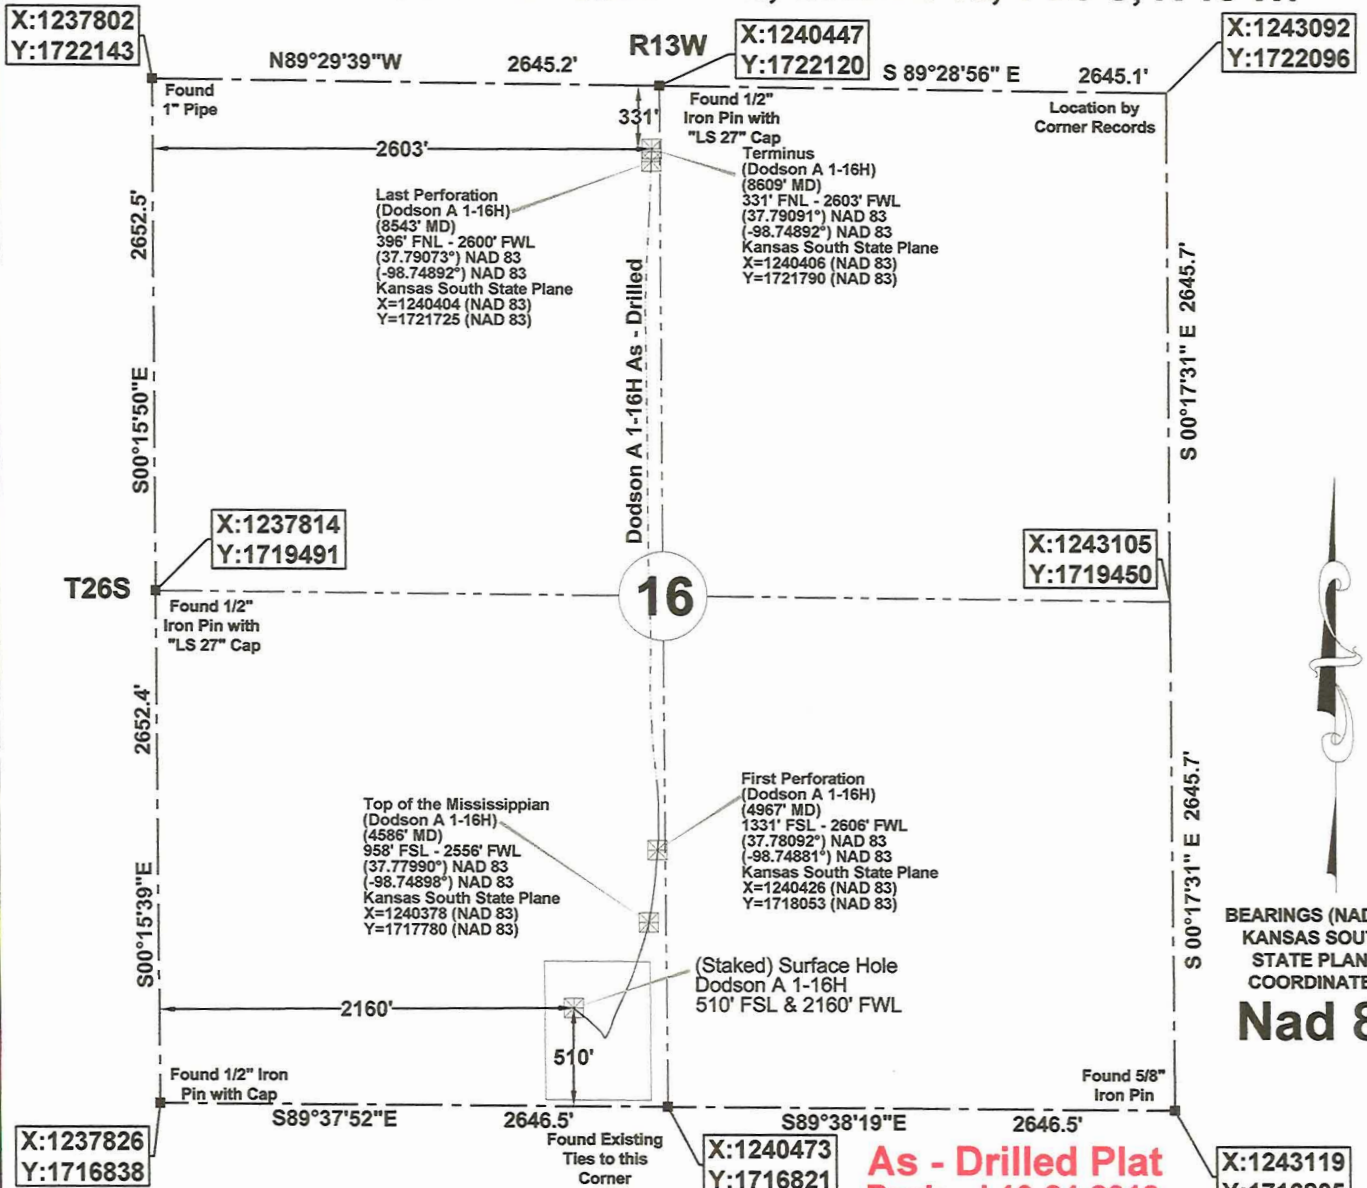 X:1237802
Y:1722143
N89°29'39"W
2645.2'
R13W
X:1240447
Y:1722120
S 89°28'56" E
2645.1'
X:1243092
Y:1722096
Found
1" Pipe
331'
Found 1/2"
Iron Pin with
"LS 27" Cap
Location by
Corner Records
2603'
Terminus
(Dodson A 1-16H)
(8609' MD)
331' FNL - 2603' FWL
(37.79091°) NAD 83
(-98.74892°) NAD 83
Kansas South State Plane
X=1240406 (NAD 83)
Y=1721790 (NAD 83)
Last Perforation
(Dodson A 1-16H)
(8543' MD)
396' FNL - 2600' FWL
(37.79073°) NAD 83
(-98.74892°) NAD 83
Kansas South State Plane
X=1240404 (NAD 83)
Y=1721725 (NAD 83)
2652.5'
S00°15'50"E
Dodson A 1-16H As - Drilled
S 00°17'31" E 2645.7'
X:1237814
Y:1719491
X:1243105
Y:1719450
T26S
16
Found 1/2"
Iron Pin with
"LS 27" Cap
2652.4'
S00°15'39"E
Top of the Mississippian
(Dodson A 1-16H)
(4586' MD)
958' FSL - 2556' FWL
(37.77990°) NAD 83
(-98.74898°) NAD 83
Kansas South State Plane
X=1240378 (NAD 83)
Y=1717780 (NAD 83)
First Perforation
(Dodson A 1-16H)
(4967' MD)
1331' FSL - 2606' FWL
(37.78092°) NAD 83
(-98.74881°) NAD 83
Kansas South State Plane
X=1240426 (NAD 83)
Y=1718053 (NAD 83)
S 00°17'31" E 2645.7'
BEARINGS (NAD
KANSAS SOU
STATE PLAN
COORDINATE
Nad 8
(Staked) Surface Hole
Dodson A 1-16H
510' FSL & 2160' FWL
2160'
510'
Found 1/2" Iron
Pin with Cap
S89°37'52"E
2646.5'
Found Existing
Ties to this
Corner
Found 5/8"
Iron Pin
S89°38'19"E
2646.5'
X:1237826
Y:1716838
X:1240473
Y:1716821
As - Drilled Plat
X:1243119